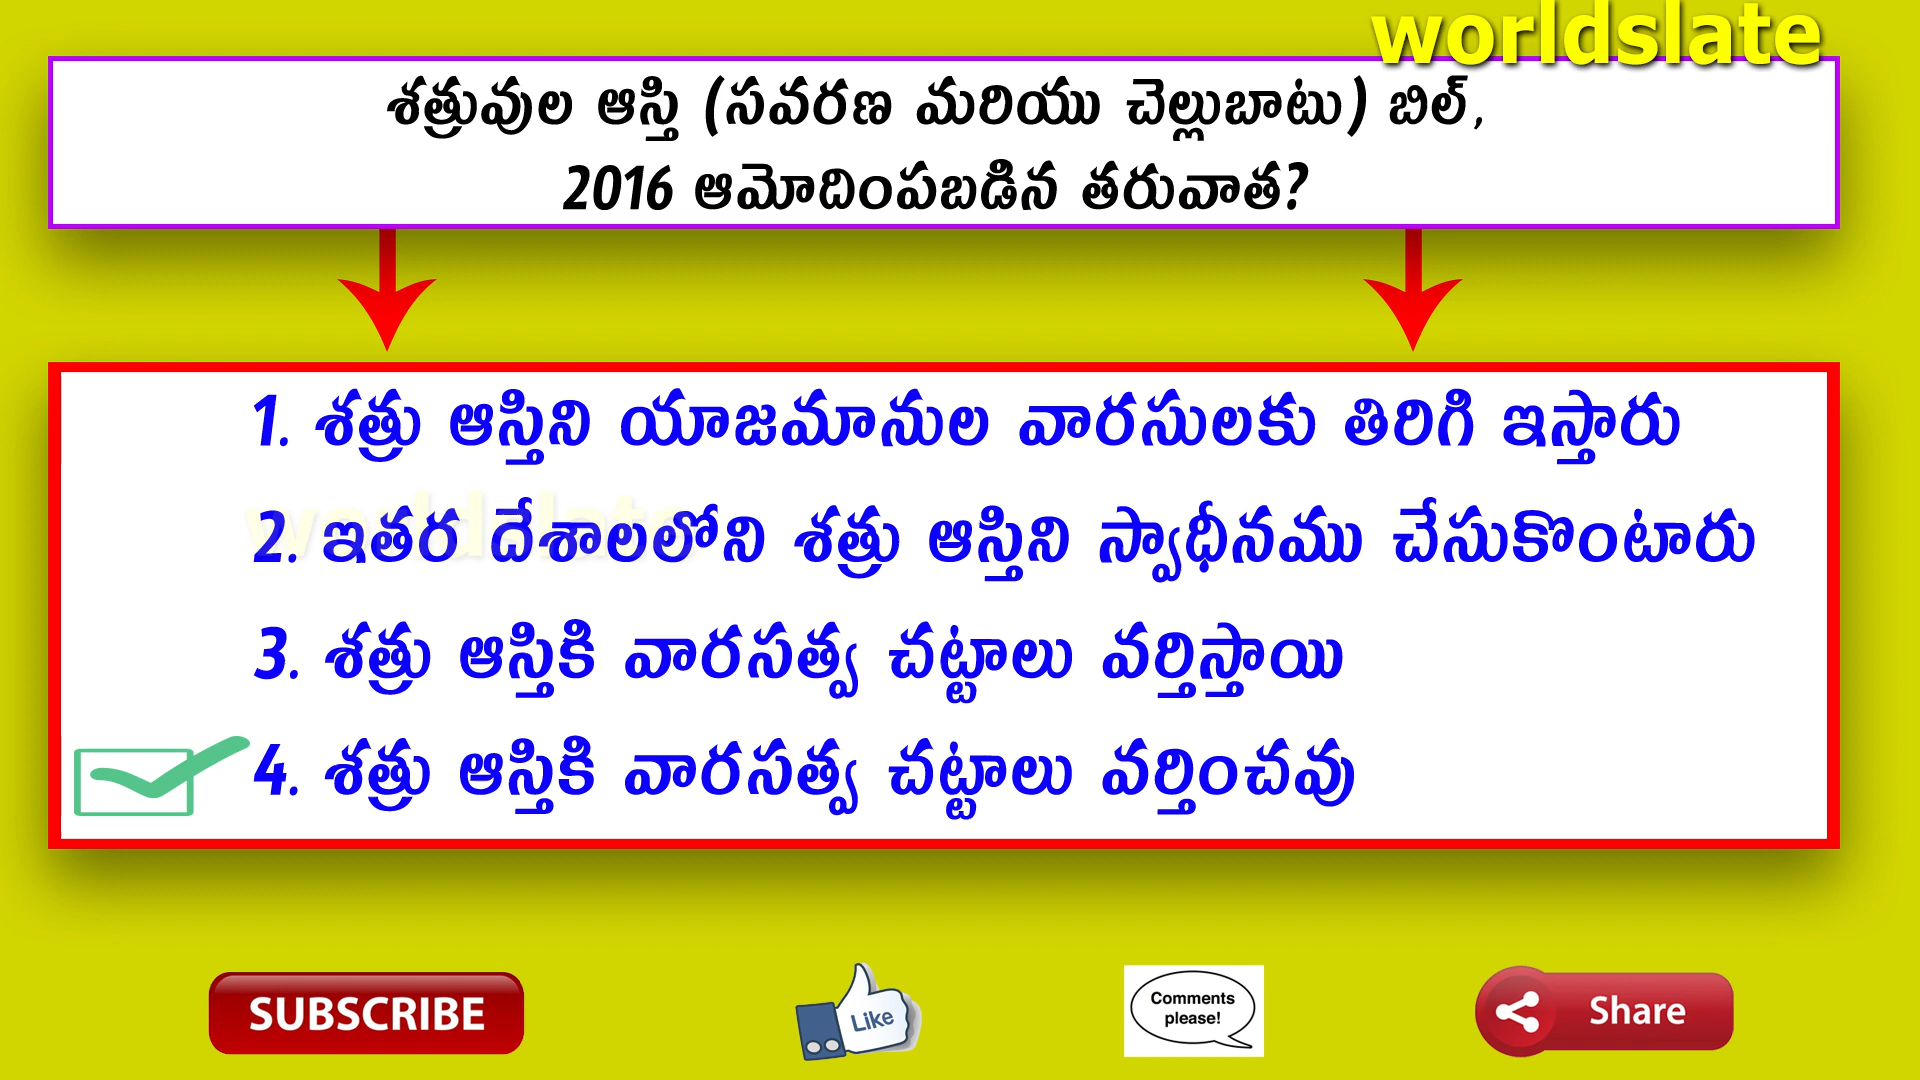 worldslate
శత్రువుల ఆస్తి (సవరణ మరియు చెల్లుబాటు) బిల్,
2016 ఆమోదింపబడిన తరువాత?
1. శత్రు ఆస్తిని యాజమానుల వారసులకు తిరిగి ఇస్తారు
worldslate
2. ఇతర దేశాలలోని శత్రు ఆస్తిని స్వాధీనము చేసుకొంటారు
3. శత్రు ఆస్తికి వారసత్వ చట్టాలు వర్తిస్తాయి
4. శత్రు ఆస్తికి వారసత్వ చట్టాలు వర్తించవు
SUBSCRIBE
Like
Comments
please!
Share